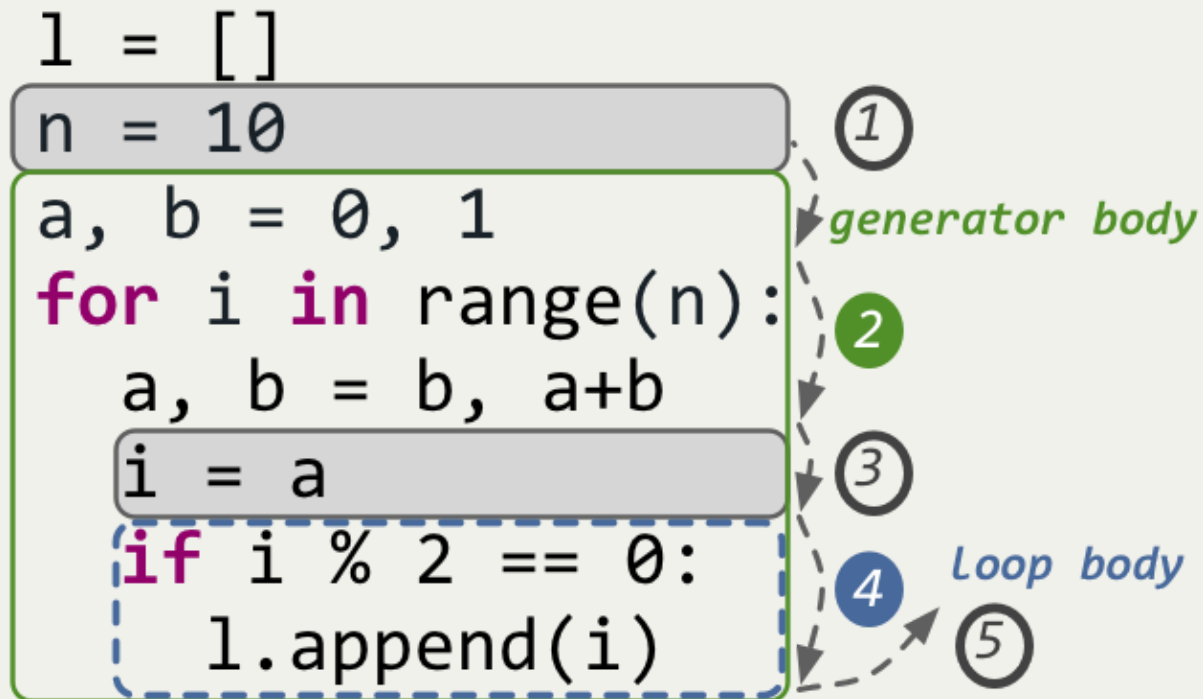 l = []
n = 10
1
a, b = 0, 1
generator body
for i in range(n):
2
a, b = b, a+b
i = a
3
if i % 2 == 0:
loop body
4
l.append(i)
5